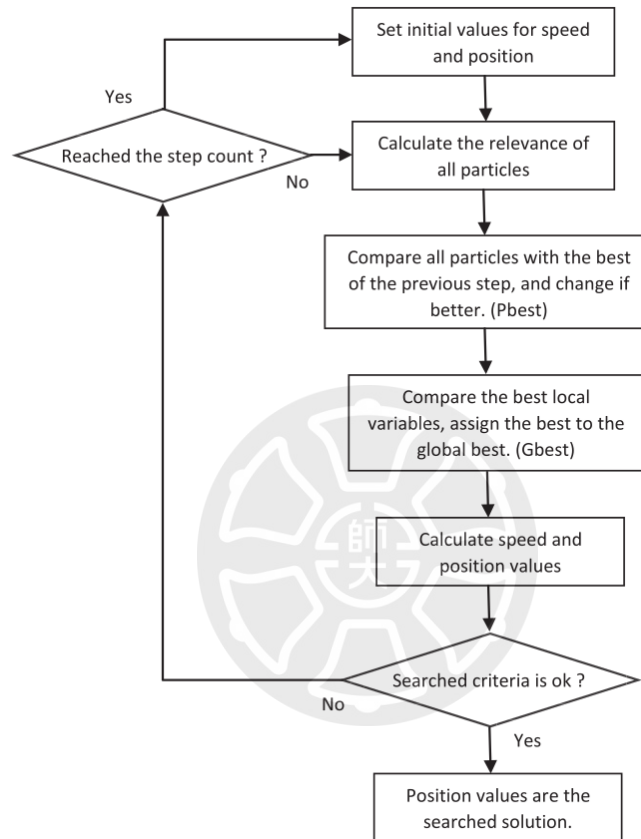 Set initial values for speed
and position
Yes
Reached the step count ?
No
Calculate the relevance of
all particles
Compare all particles with the best
of the previous step, and change if
better. (Pbest)
Compare the best local
variables, assign the best to the
global best. (Gbest)
師大
Calculate speed and
position values
Searched criteria is ok ?
No
Yes
Position values are the
searched solution.